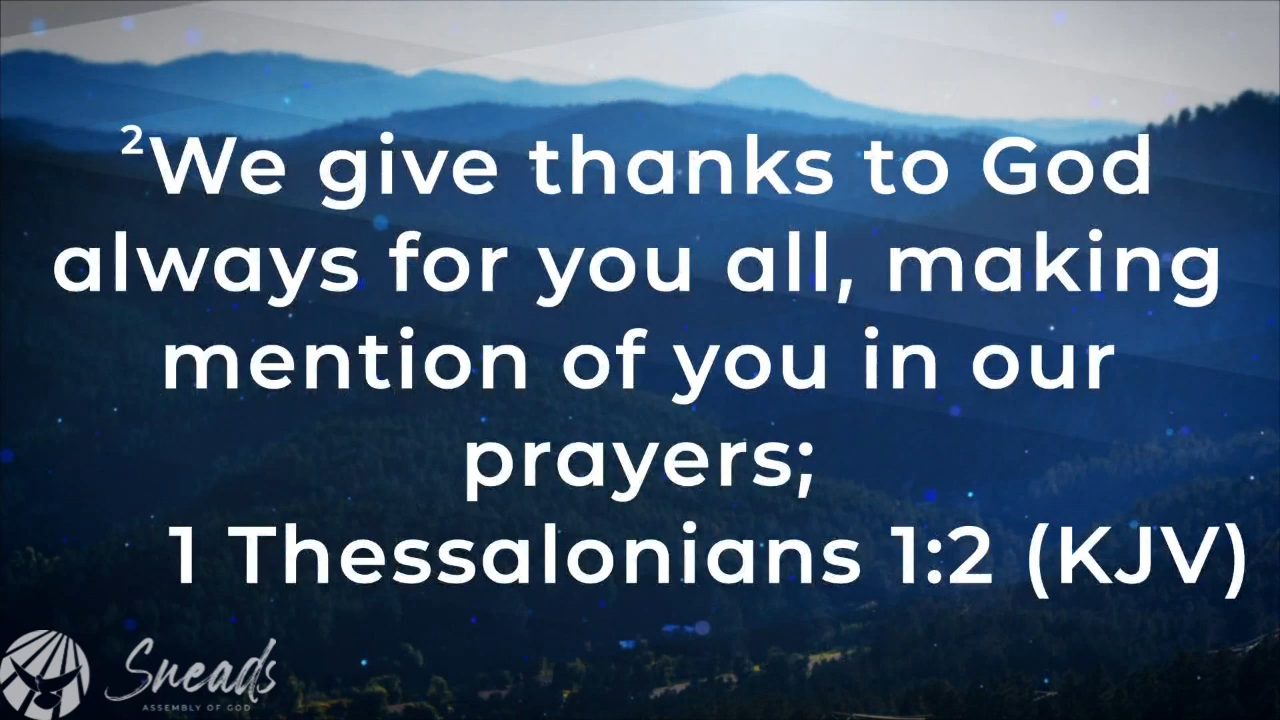 ²We give thanks to God
always for you all, making
mention of you in our
prayers;
1 Thessalonians 1:2 (KJV)
Sneads
ASSEMBLY OF GOD